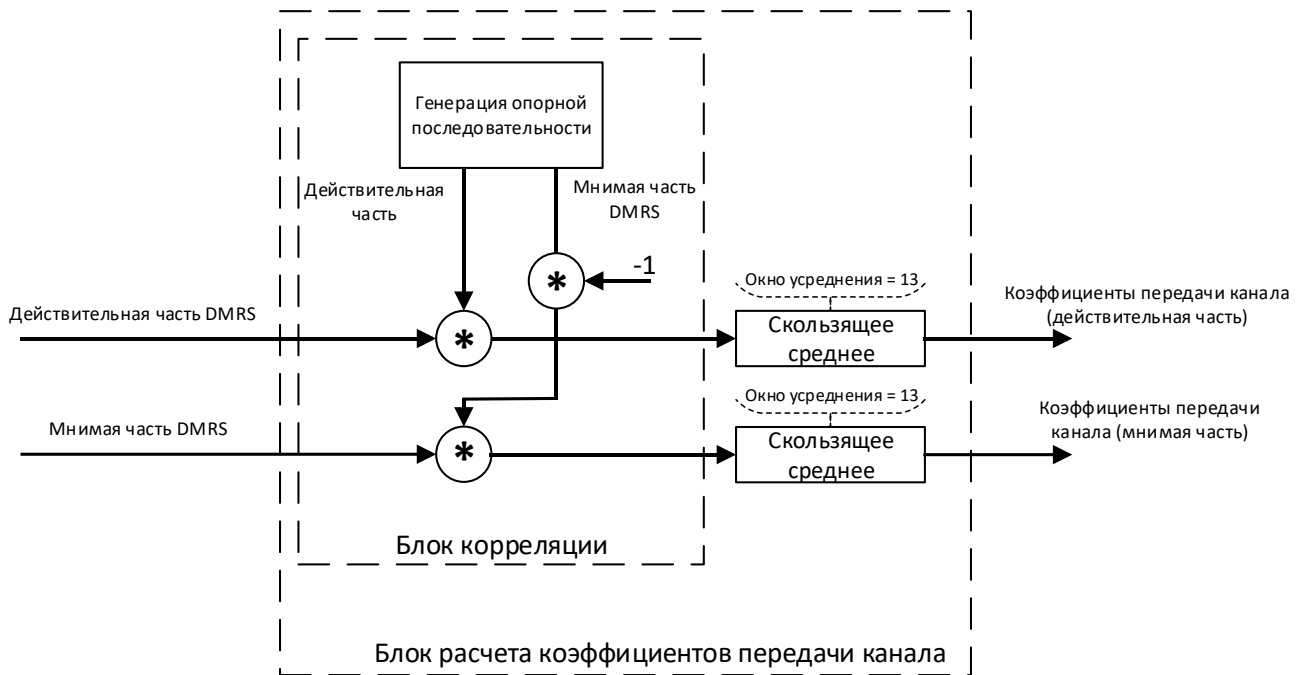 Генерация опорной
последовательности
Действительная
часть
Мнимая часть
DMRS
*
-1
Действительная часть DMRS
*
Окно усреднения = 13
Скользящее
среднее
Коэффициенты передачи канала
(действительная часть)
Мнимая часть DMRS
*
Окно усреднения = 13
Скользящее
среднее
Коэффициенты передачи
канала (мнимая часть)
Блок корреляции
Блок расчета коэффициентов передачи канала